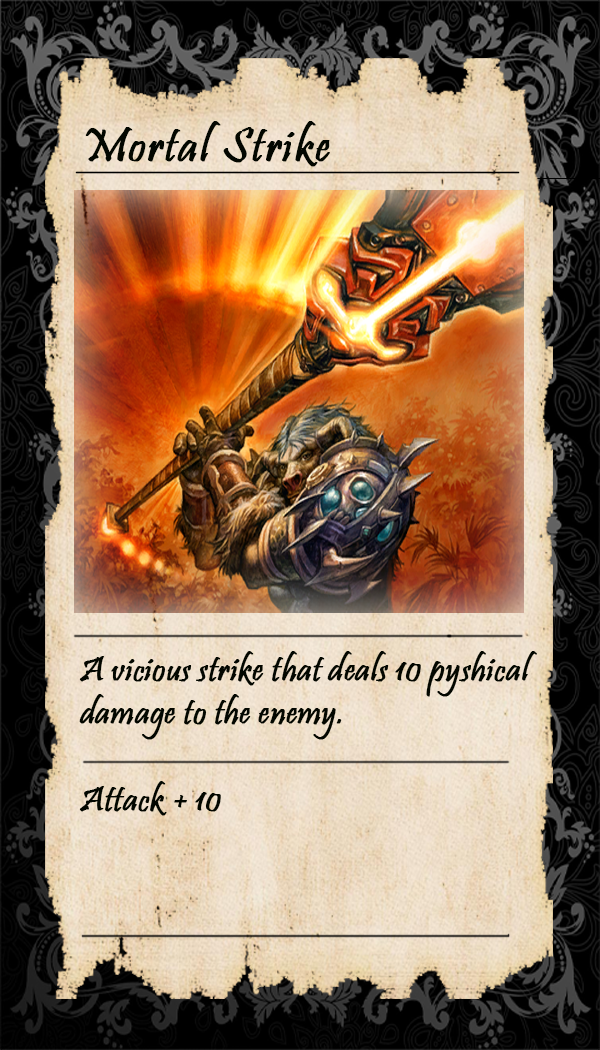 Mortal Strike
A vicious strike that deals 10 pyshical
damage to the enemy.
Attack + 10